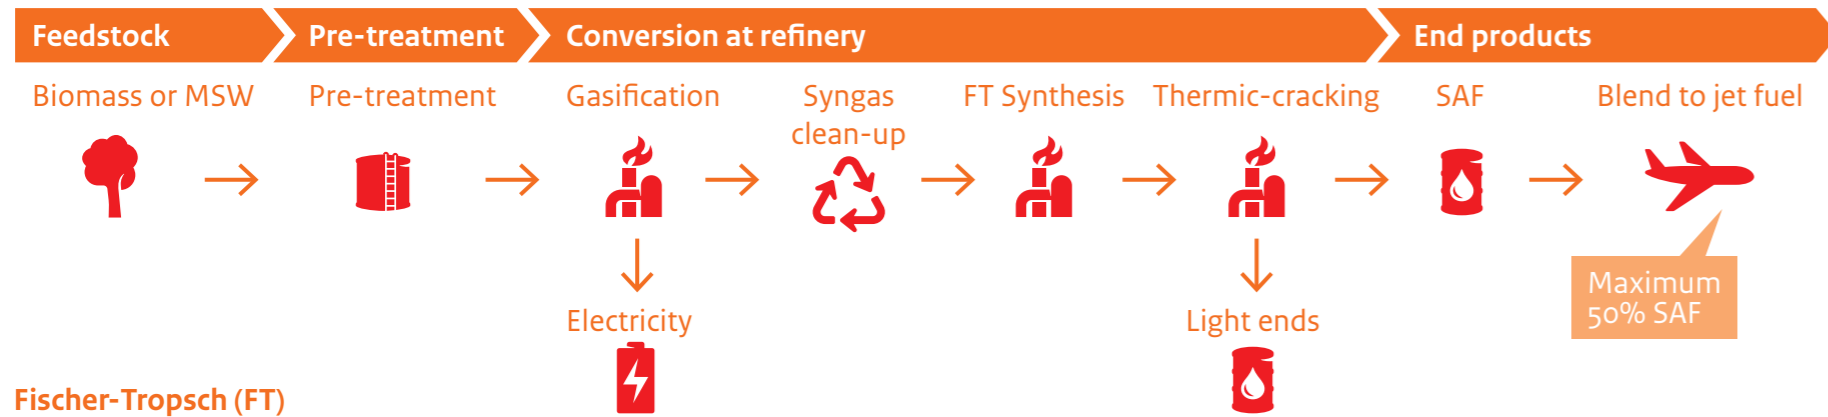 Feedstock
Pre-treatment
Conversion at refinery
End products
Biomass or MSW
Pre-treatment
Gasification
Syngas
clean-up
FT Synthesis
Thermic-cracking
SAF
Blend to jet fuel
Maximum
50% SAF
Electricity
Light ends
Fischer-Tropsch (FT)